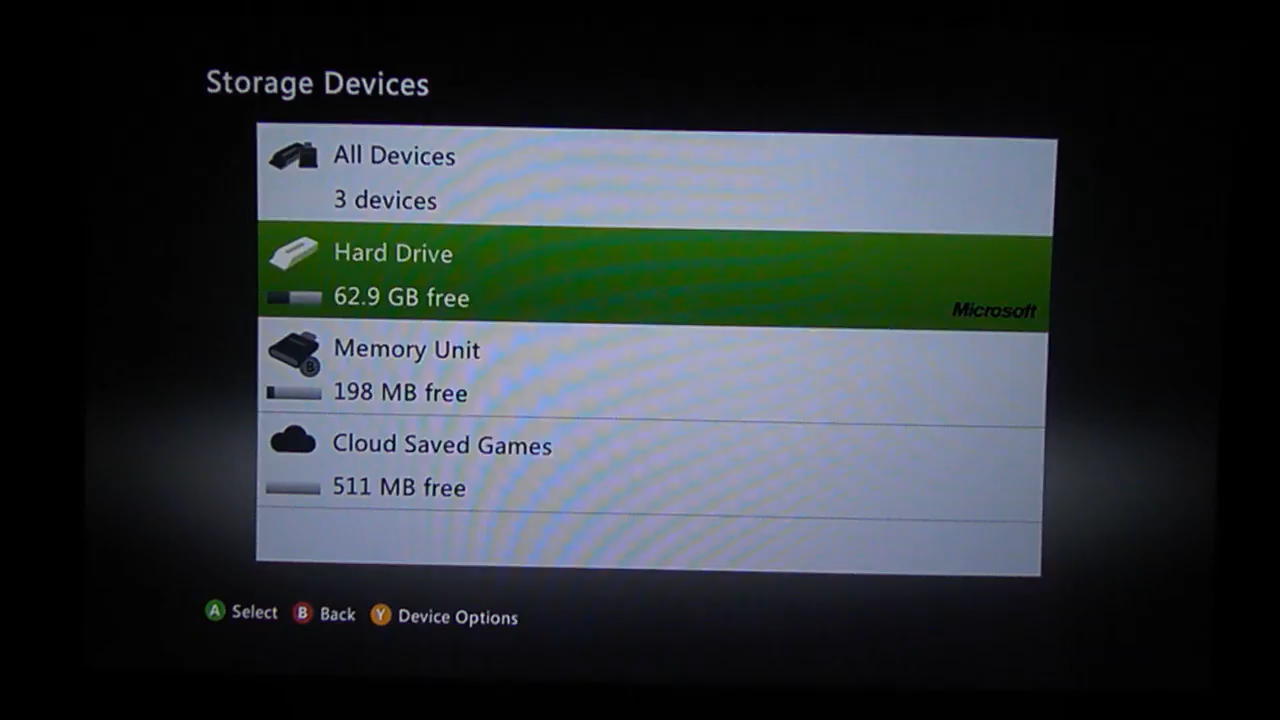 Storage Devices
All Devices
3 devices
Hard Drive
62.9 GB free
Microsoft
Memory Unit
B
198 MB free
Cloud Saved Games
511 MB free
A Select B Back Y Device Options